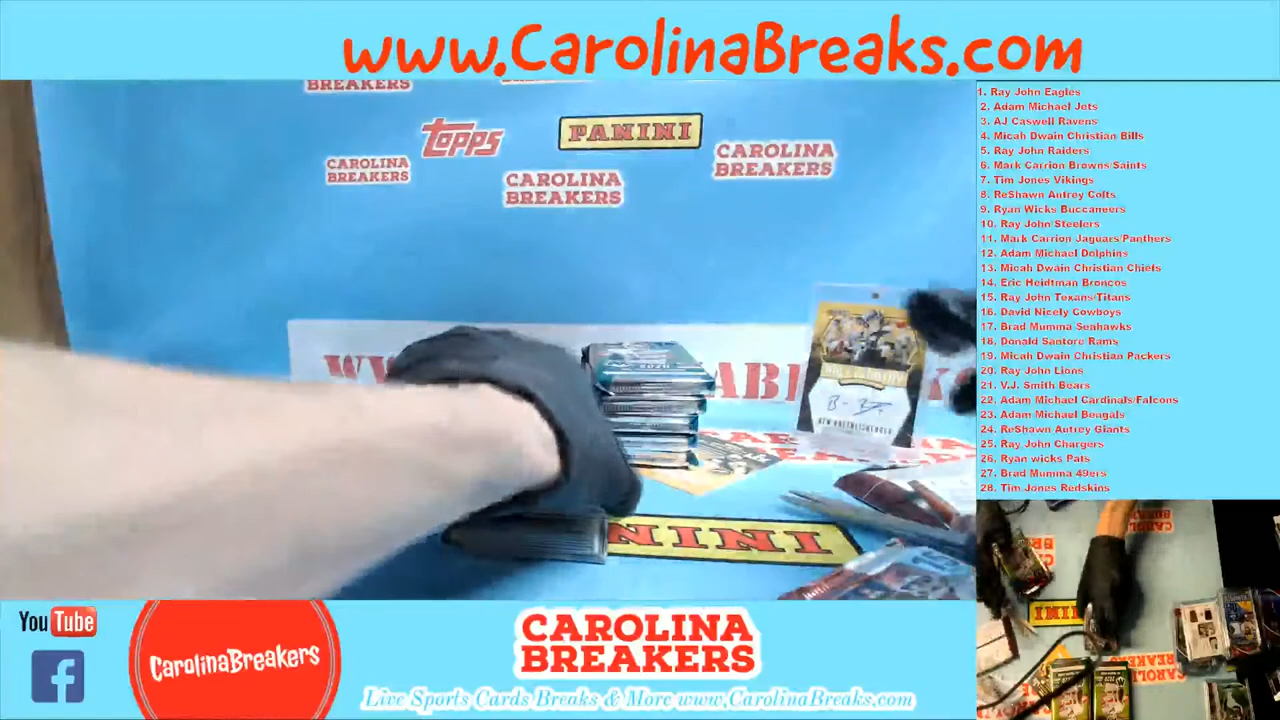 www.CarolinaBreaks.com
BREAKERS
TOPPS
PANINI
CAROLINA
BREAKERS
CAROLINA
BREAKERS
CAROLINA
BREAKERS
1. Ray John Eagles
2. Adam Michael Jets
3. AJ Caswell Ravens
4. Micah Dwain Christian Bills
5. Ray John Raiders
6. Mark Carrion Browns/Saints
7. Tim Jones Vikings
8. ReShawn Autrey Colts
9. Ryan Wicks Buccaneers
10. Ray John Steelers
11. Mark Carrion Jaguars/Panthers
12. Adam Michael Dolphins
13. Micah Dwain Christian Chiefs
14. Eric Heidtman Broncos
15. Ray John Texans/Titans
16. David Nicely Cowboys
17. Brad Mumma Seahawks
18. Donald Santore Rams
19. Micah Dwain Christian Packers
20. Ray John Lions
21. V.J. Smith Bears
22. Adam Michael Cardinals/Falcons
23. Adam Michael Beagals
24. ReShawn Autrey Giants
25. Ray John Chargers
26. Ryan wicks Pats
27. Brad Mumma 49ers
28. Tim Jones Redskins
BEN ROETHLISBERGER
You Tube
CarolinaBreakers
CAROLINA
BREAKERS
Live Sports Cards Breaks & More www.CarolinaBreaks.com